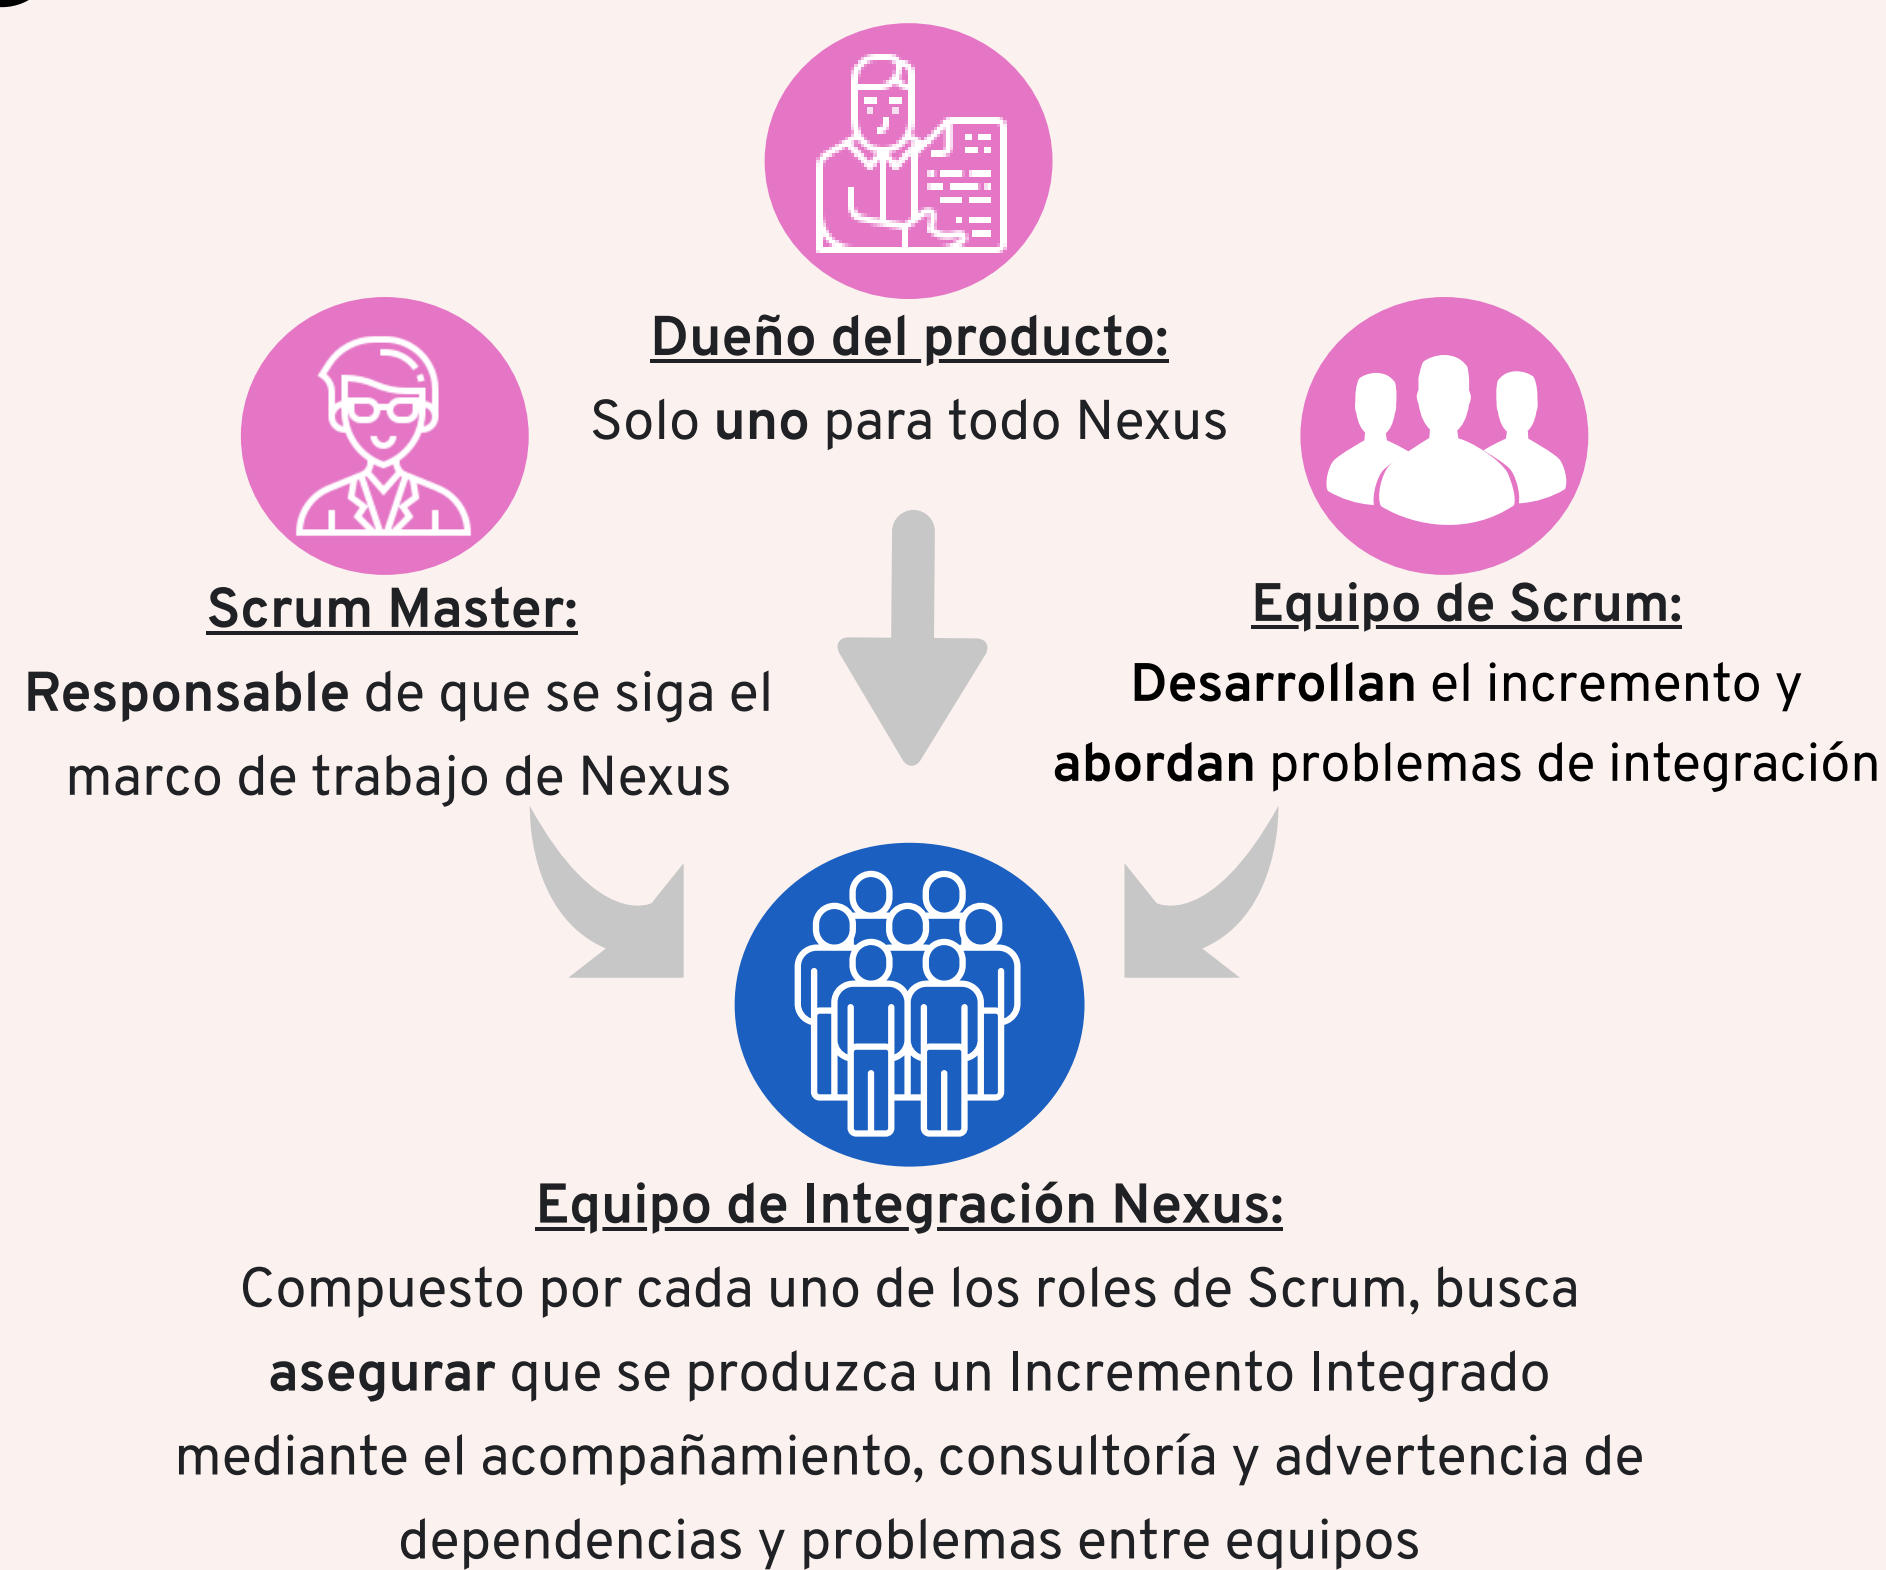 Dueño del producto:
Solo uno para todo Nexus
Scrum Master:
Responsable de que se siga el
marco de trabajo de Nexus
Equipo de Scrum:
Desarrollan el incremento y
abordan problemas de integración
Equipo de Integración Nexus:
Compuesto por cada uno de los roles de Scrum, busca
asegurar que se produzca un Incremento Integrado
mediante el acompañamiento, consultoría y advertencia de
dependencias y problemas entre equipos